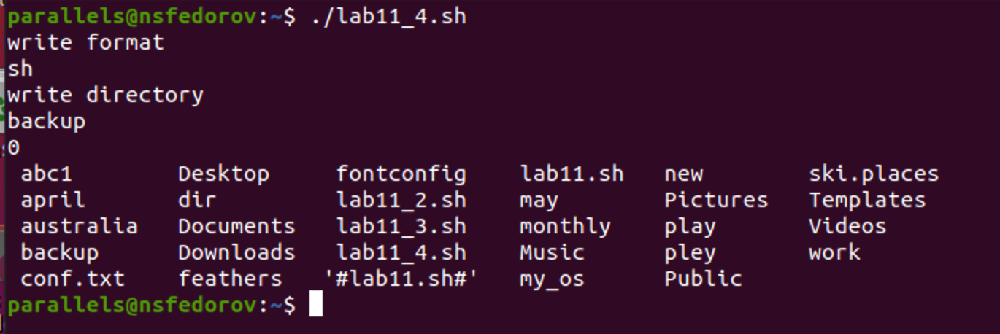 parallels@nsfedorov:~$ ./lab11_4.sh
write format
sh
write directory
backup
0
abc1 Desktop fontconfig lab11.sh new ski.places
april dir lab11_2.sh may Pictures Templates
australia Documents lab11_3.sh monthly play Videos
backup Downloads lab11_4.sh Music pley work
conf.txt feathers '#lab11.sh#' my_os Public
parallels@nsfedorov:~$